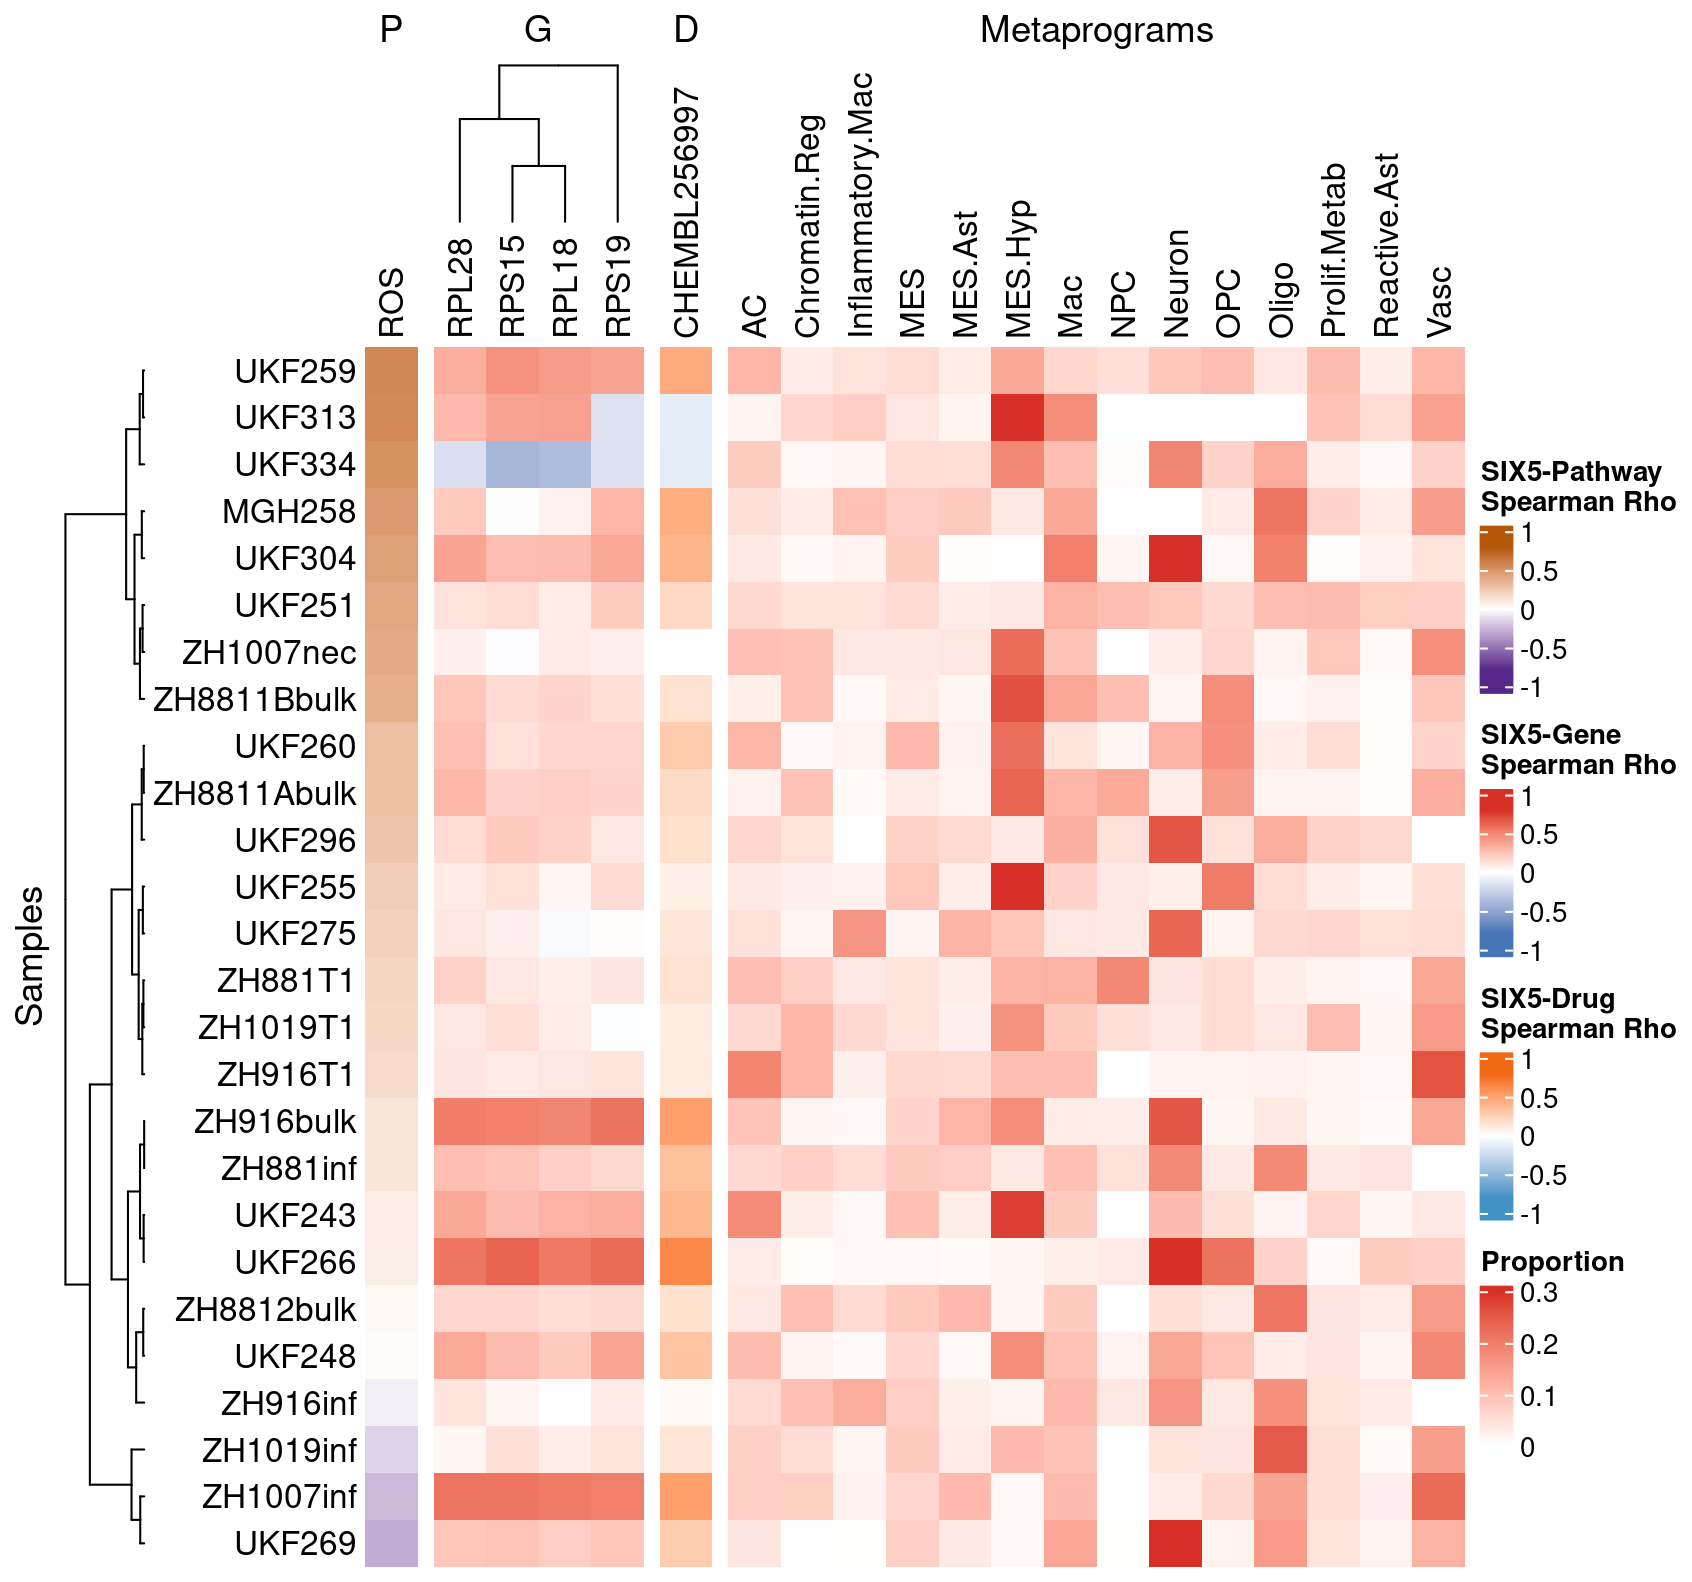 P G D Metaprograms
ROS
RPL28
RPS15
RPL18
RPS19
CHEMBL256997
AC
Chromatin.Reg
Inflammatory.Mac
MES
MES.Ast
MES.Hyp
Mac
NPC
Neuron
OPC
Oligo
Prolif.Metab
Reactive.Ast
Vasc
Samples
UKF259
UKF313
UKF334
MGH258
UKF304
UKF251
ZH1007nec
ZH8811Bbulk
UKF260
ZH8811Abulk
UKF296
UKF255
UKF275
ZH881T1
ZH1019T1
ZH916T1
ZH916bulk
ZH881inf
UKF243
UKF266
ZH8812bulk
UKF248
ZH916inf
ZH1019inf
ZH1007inf
UKF269
SIX5-Pathway
Spearman Rho
1
0.5
0
-0.5
-1
SIX5-Gene
Spearman Rho
1
0.5
0
-0.5
-1
SIX5-Drug
Spearman Rho
1
0.5
0
-0.5
-1
Proportion
0.3
0.2
0.1
0